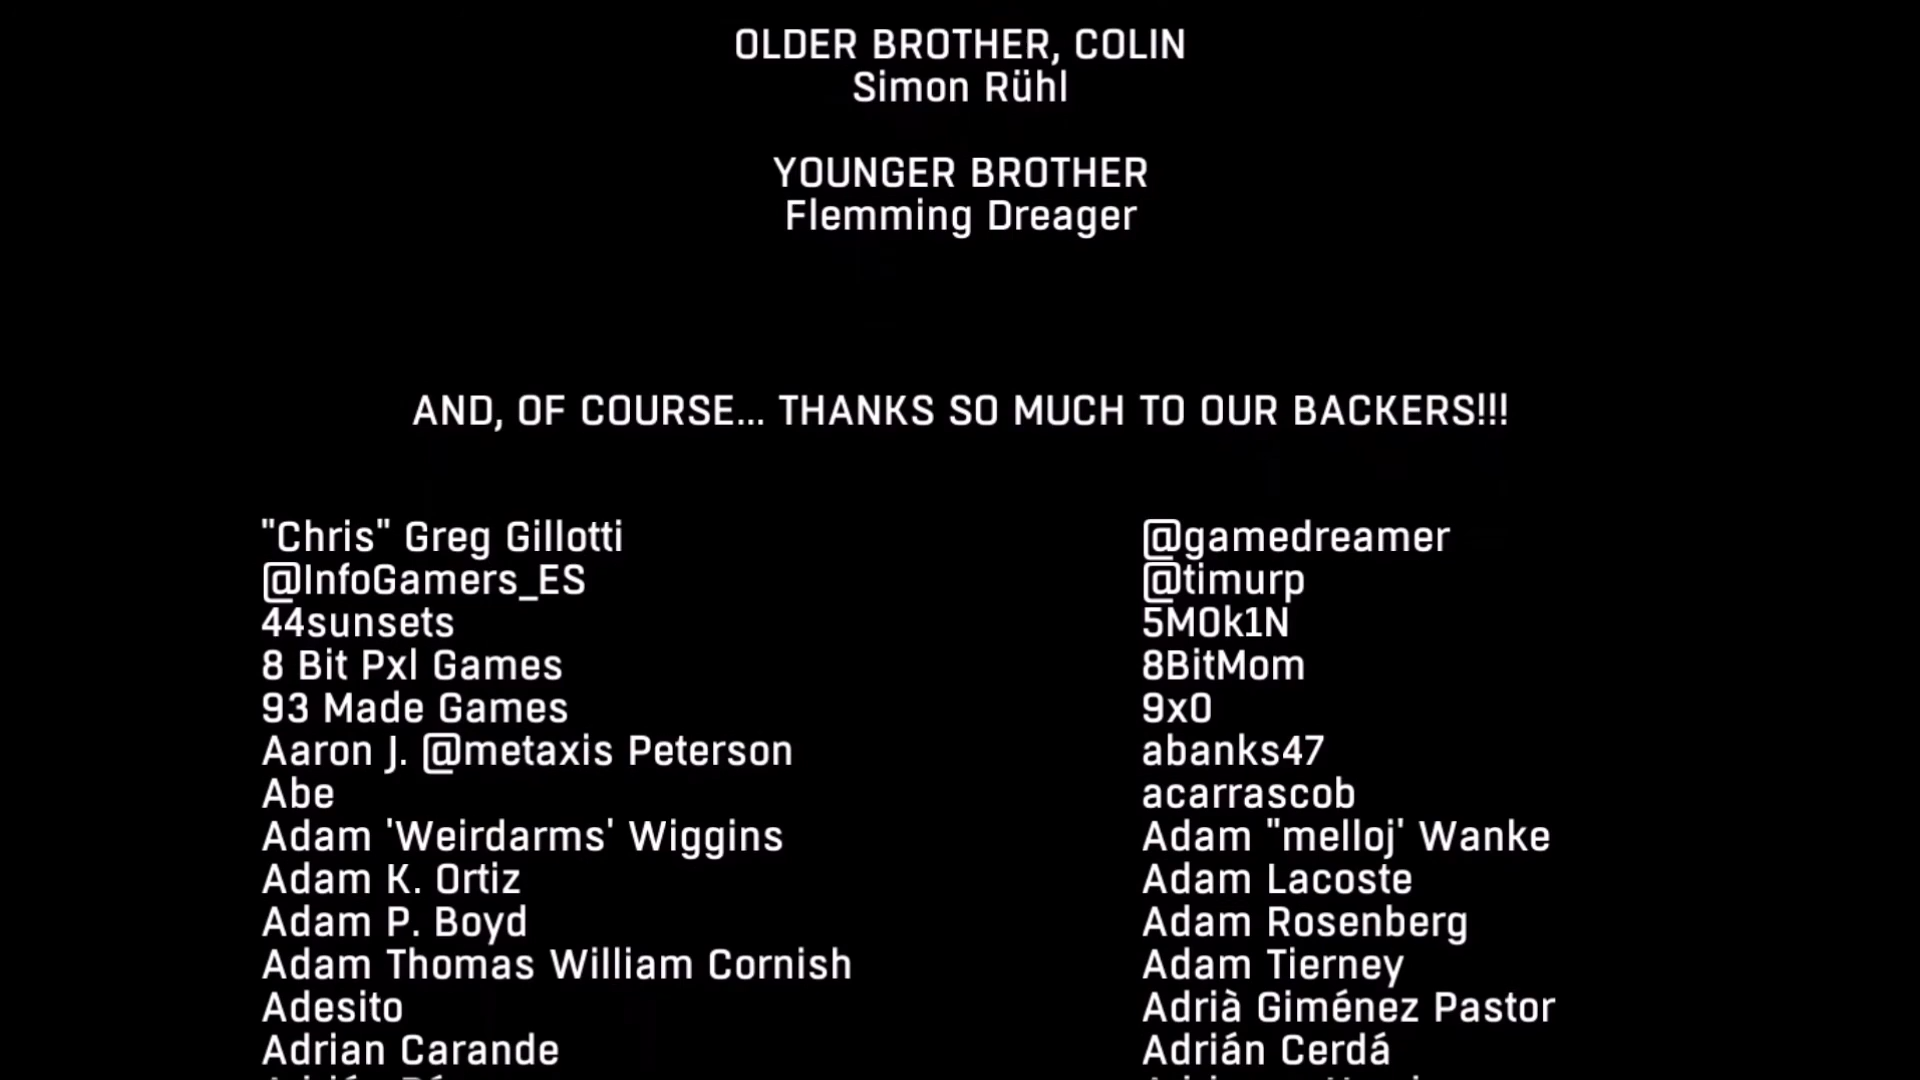 OLDER BROTHER, COLIN
Simon Rühl
YOUNGER BROTHER
Flemming Dreager
AND, OF COURSE... THANKS SO MUCH TO OUR BACKERS!!!
"Chris" Greg Gillotti
@gamedreamer
@InfoGamers_ES
@timurp
44sunsets
5M0k1N
8 Bit Pxl Games
8BitMom
93 Made Games
9x0
Aaron J. @metaxis Peterson
abanks47
Abe
acarrascob
Adam 'Weirdarms' Wiggins
Adam "melloj' Wanke
Adam K. Ortiz
Adam Lacoste
Adam P. Boyd
Adam Rosenberg
Adam Thomas William Cornish
Adam Tierney
Adesito
Adrià Giménez Pastor
Adrian Carande
Adrián Cerdá